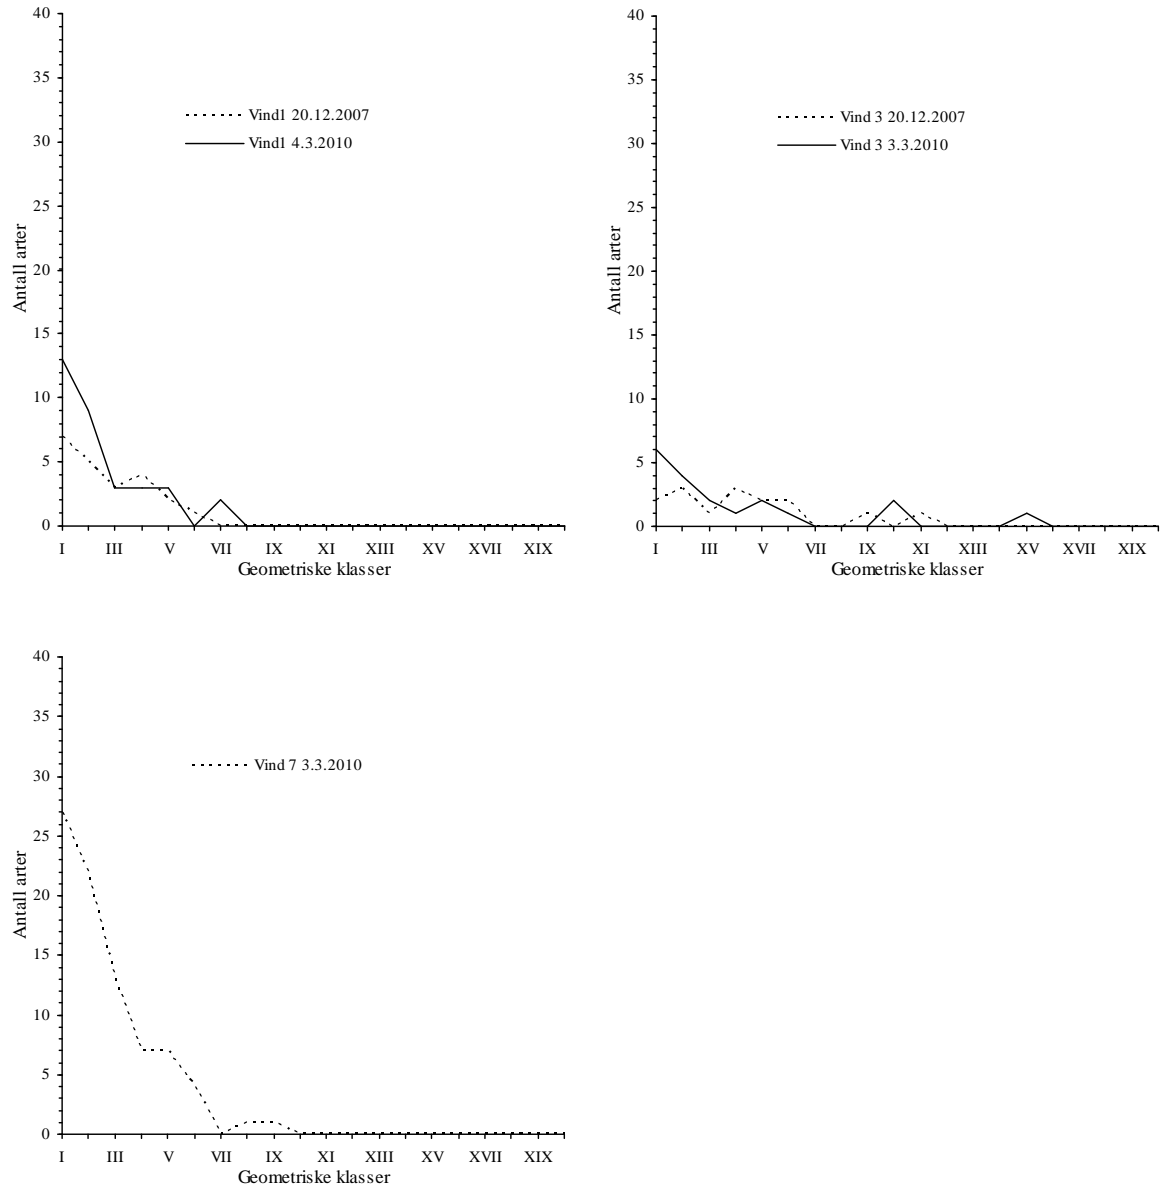 40
35
30
25
20
15
10
5
0
Antall arter
Vind1 20.12.2007
Vind1 4.3.2010
I III V VII IX XI XIII XV XVII XIX
Geometriske klasser
40
35
30
25
20
15
10
5
0
Antall arter
Vind 3 20.12.2007
Vind 3 3.3.2010
I III V VII IX XI XIII XV XVII XIX
Geometriske klasser
40
35
30
25
20
15
10
5
0
Antall arter
Vind 7 3.3.2010
I III V VII IX XI XIII XV XVII XIX
Geometriske klasser